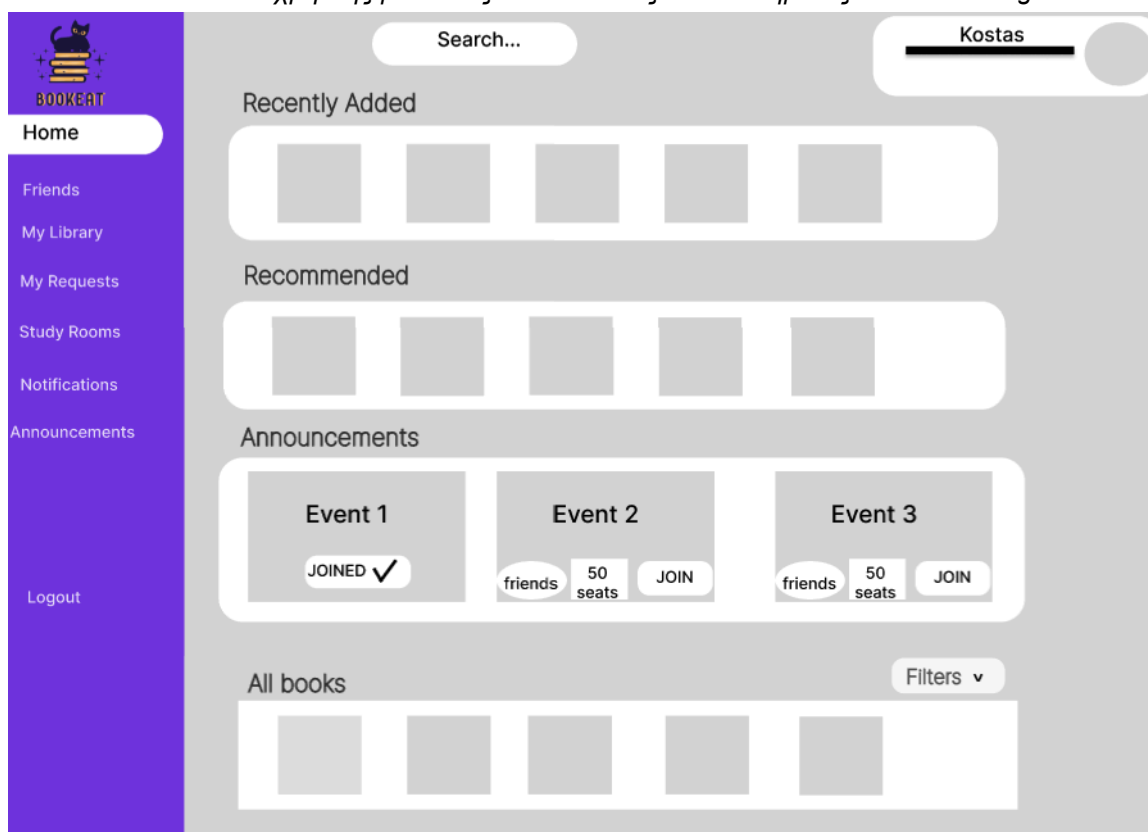 Search...
Kostas
BOOKEAT
Home
Friends
My Library
My Requests
Study Rooms
Notifications
Announcements
Logout
Recently Added
Recommended
Announcements
Event 1
JOINED
Event 2
friends
50
seats
JOIN
Event 3
friends
50
seats
JOIN
All books
Filters v